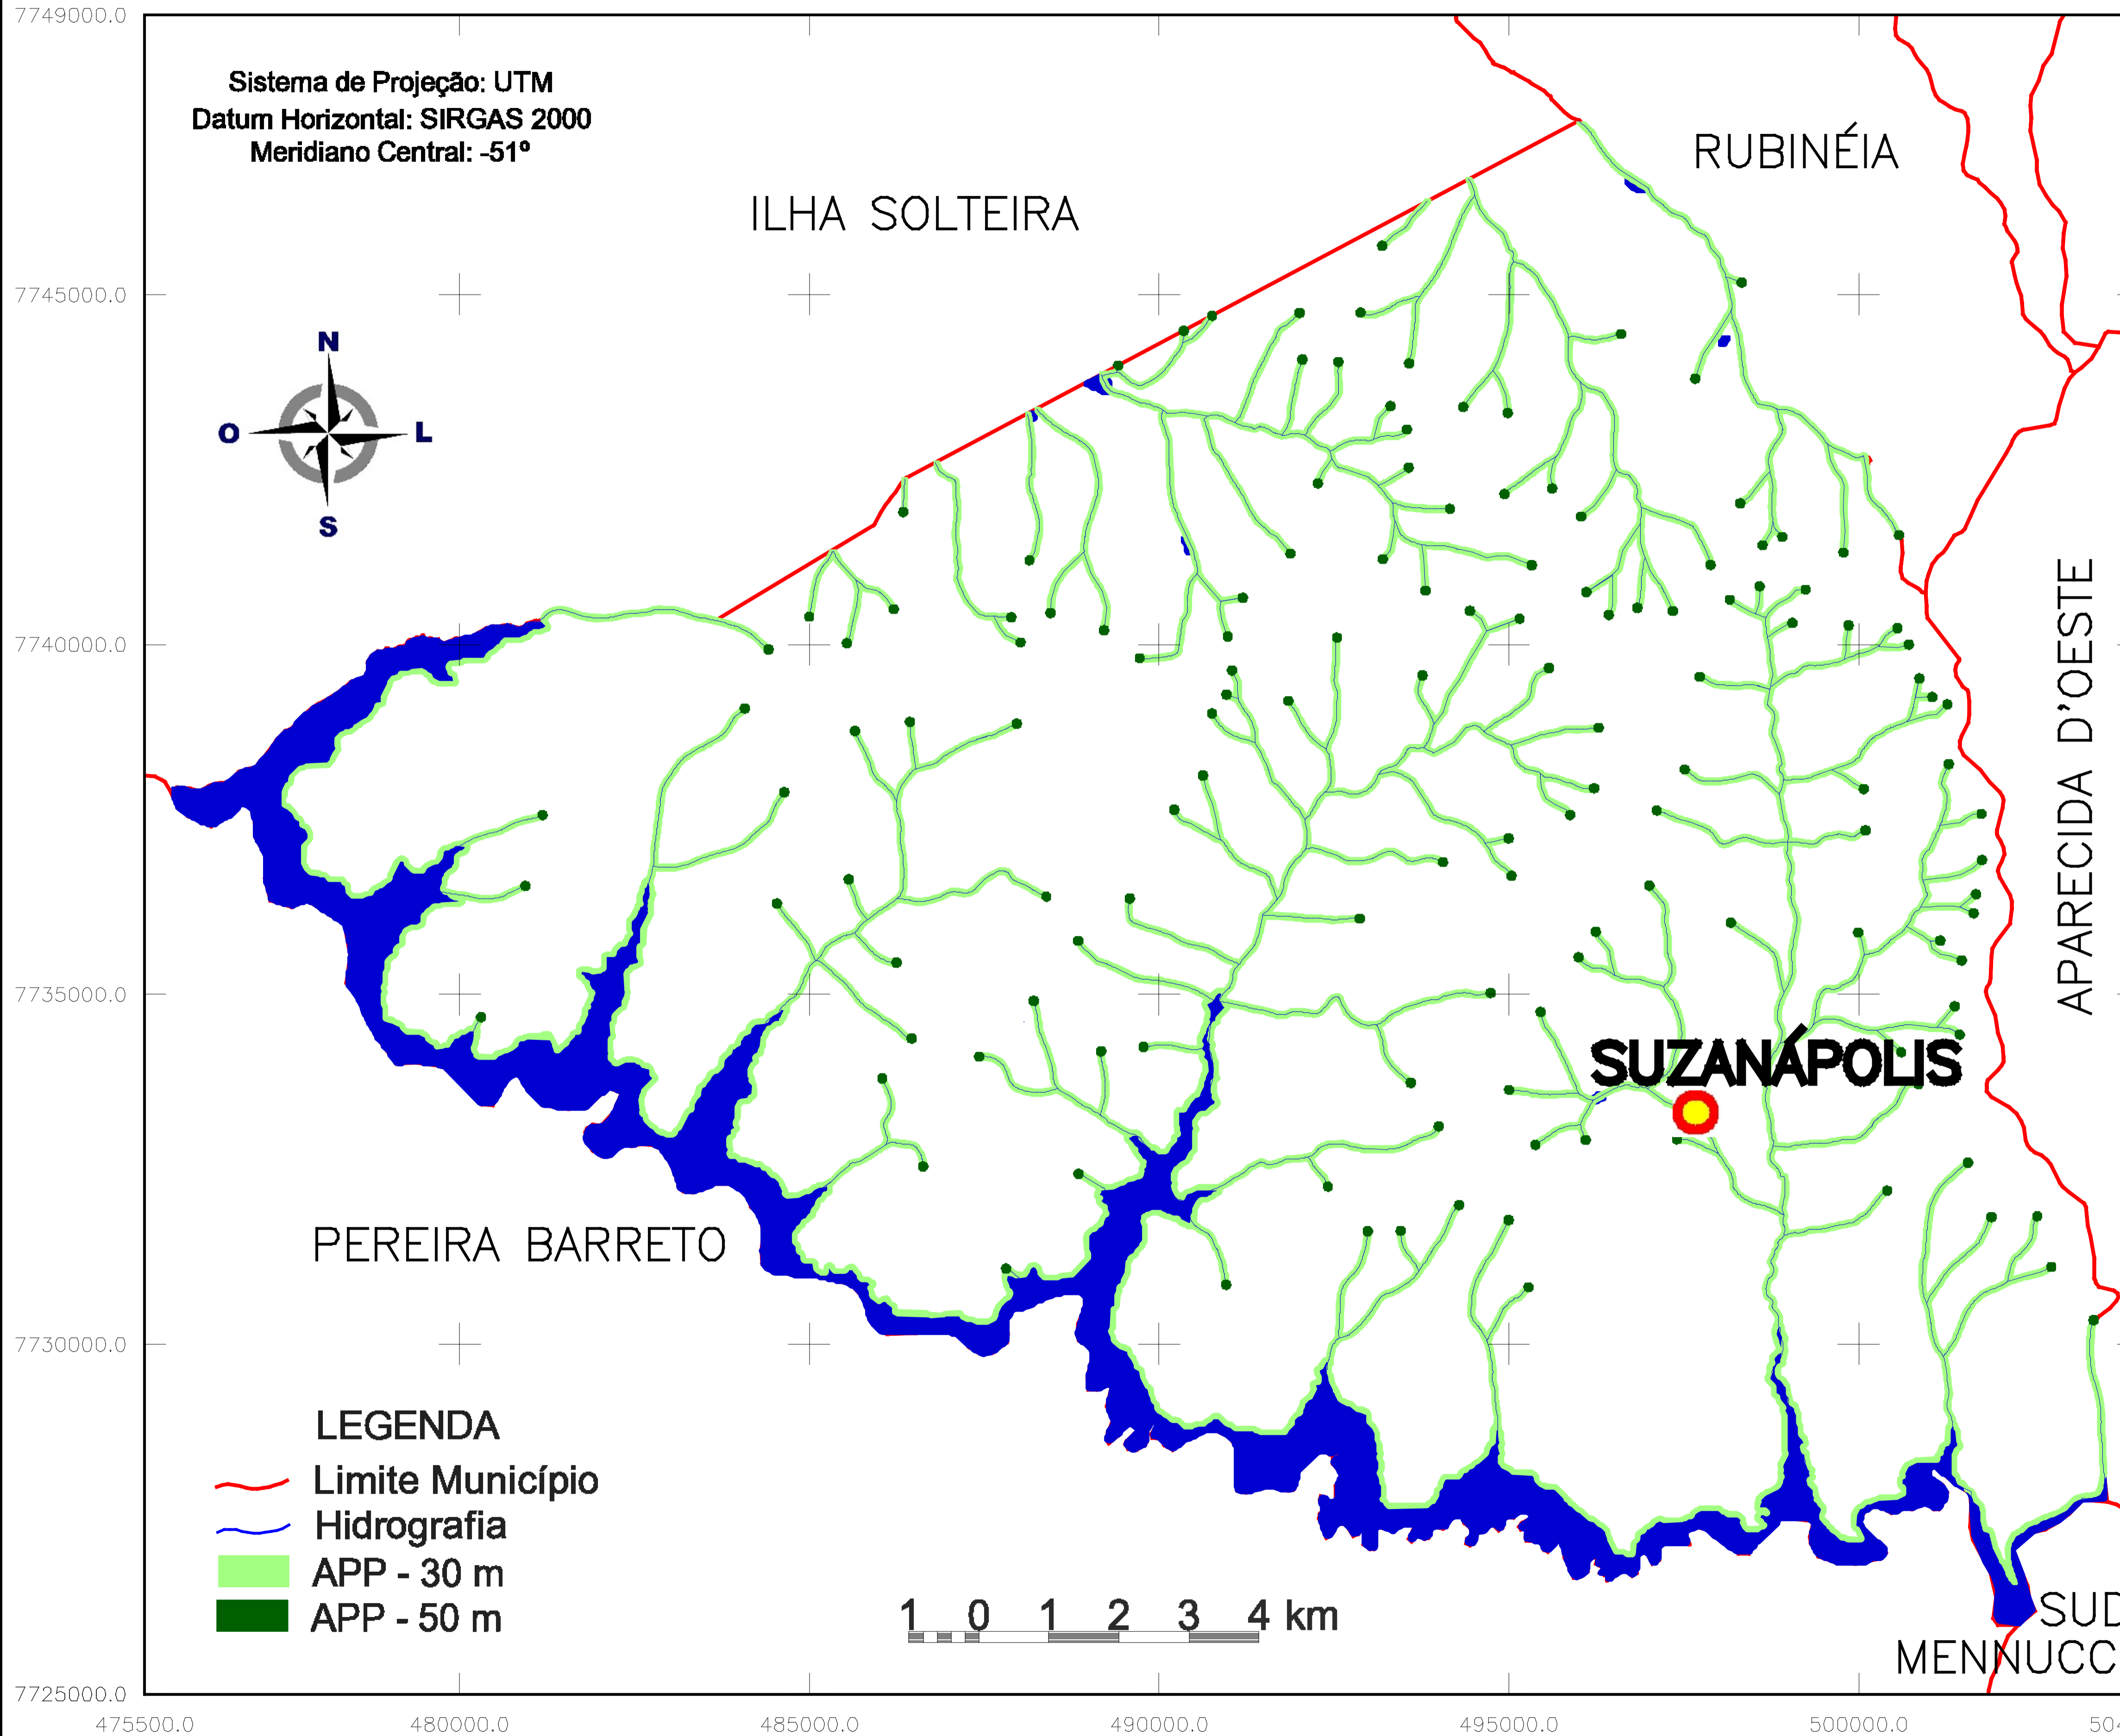 7749000.0
Sistema de Projeção: UTM
Datum Horizontal: SIRGAS 2000
Meridiano Central: -51º
RUBINÉIA
ILHA SOLTEIRA
7745000.0
N
O
L
S
APARECIDA D'OESTE
7740000.0
7735000.0
SUZANÁPOLIS
PEREIRA BARRETO
7730000.0
LEGENDA
Limite Município
Hidrografia
APP - 30 m
APP - 50 m
1 0 1 2 3 4 km
SUD
MENNUCC
7725000.0
475500.0 480000.0 485000.0 490000.0 495000.0 500000.0 504